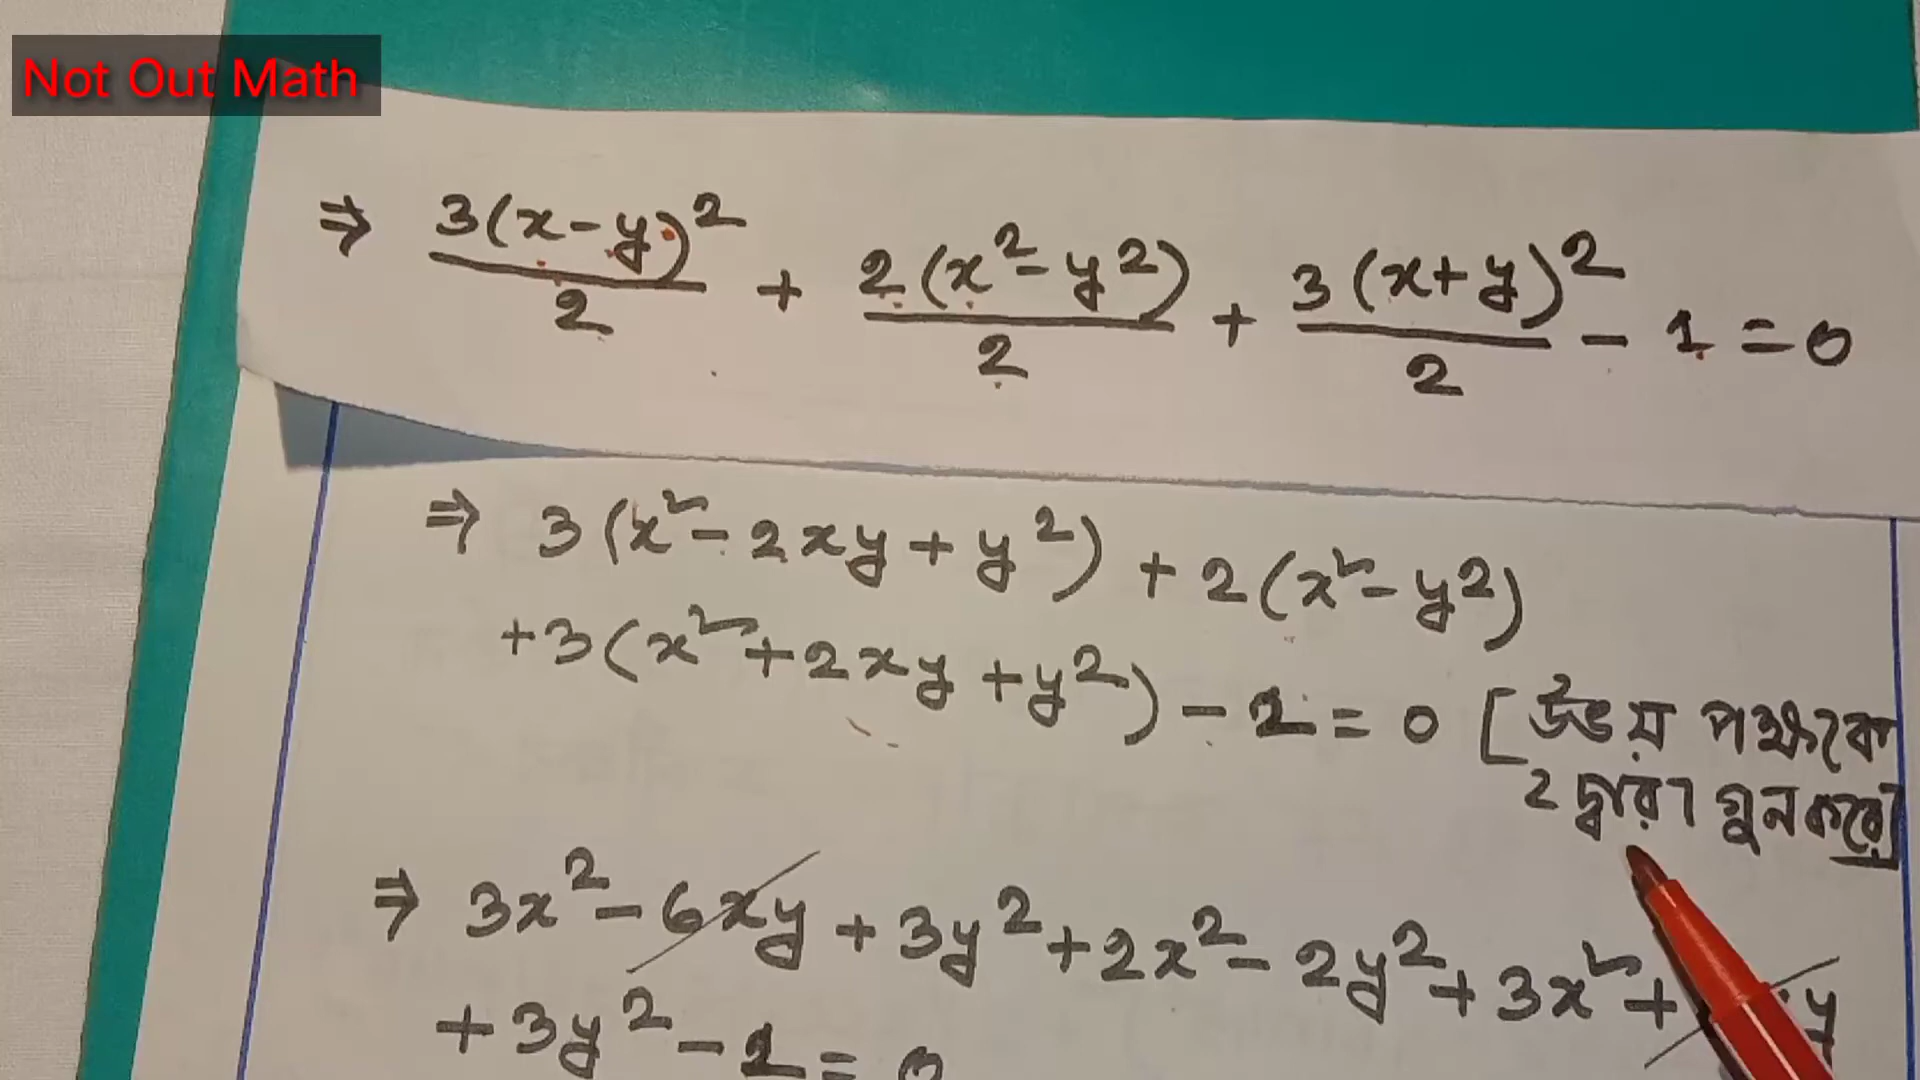 Not Out Math
⇒ 3(x-y)²/2 + 2(x²-y²)/2 + 3(x+y)²/2 - 1 = 0
⇒ 3(x² - 2xy + y²) + 2(x² - y²)
+3(x² + 2xy + y²) - 2 = 0 [উভয় পক্ষকে
2 দ্বারা গুন করে]
⇒ 3x² - 6xy + 3y² + 2x² - 2y² + 3x² + y
+ 3y² - 2 = 0